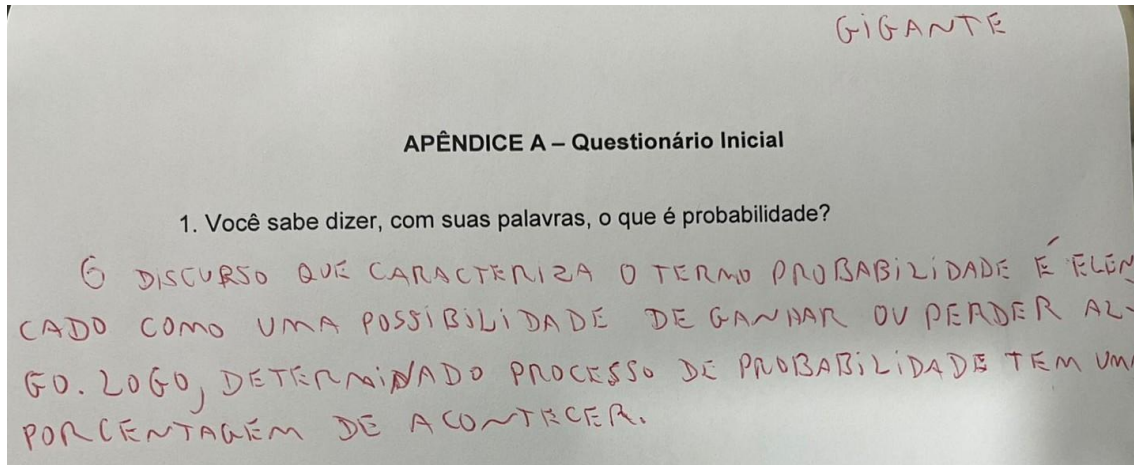 GIGANTE
APÊNDICE A – Questionário Inicial
1. Você sabe dizer, com suas palavras, o que é probabilidade?
O DISCURSO QUE CARACTERIZA O TERMO PROBABILIDADE É ELEN
CADO COMO UMA POSSIBILIDADE DE GANHAR OU PERDER AL-
GO. LOGO, DETERMINADO PROCESSO DE PROBABILIDADE TEM UM
PORCENTAGEM DE ACONTECER.